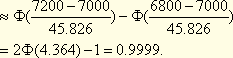 ≈ Φ(7200-7000/45.826) − Φ(6800-7000/45.826)
= 2Φ(4.364) − 1 = 0.9999.